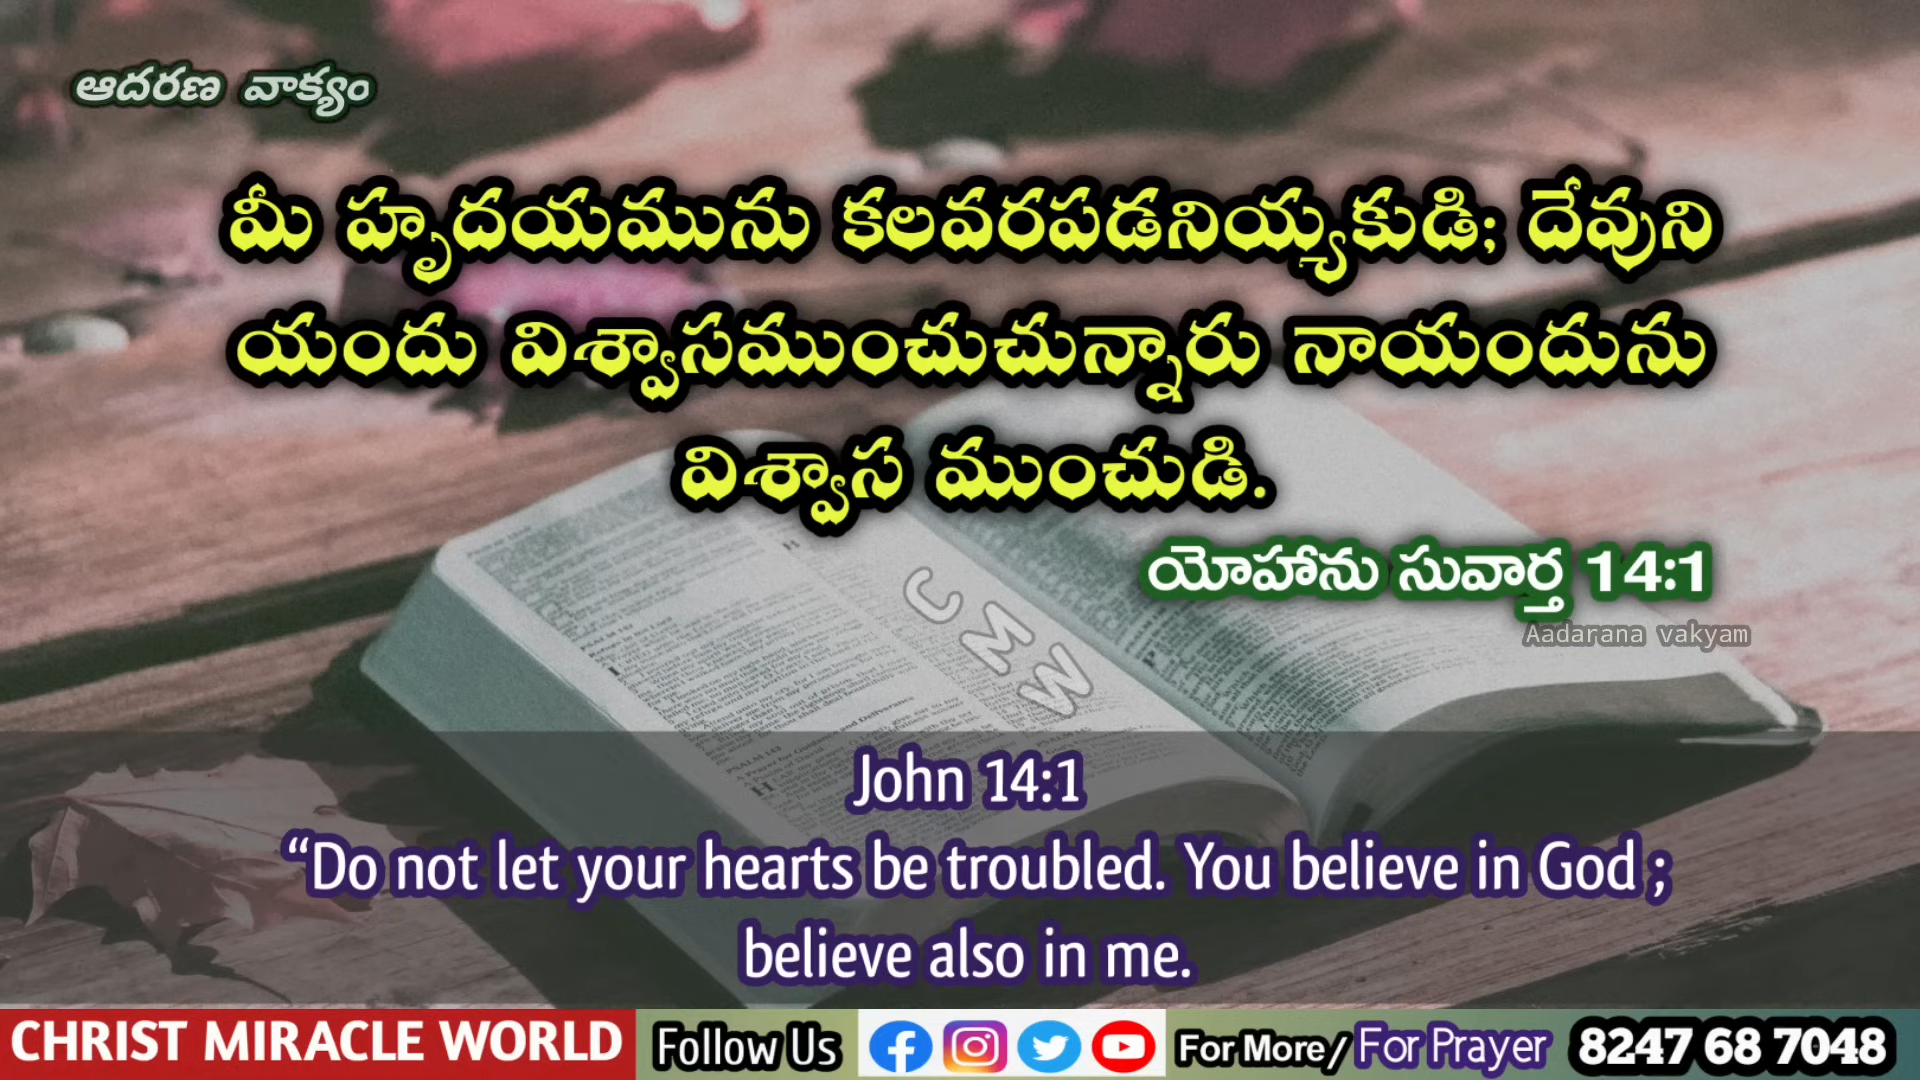 ఆదరణ వాక్యం
మీ హృదయమును కలవరపడనియ్యకుడి; దేవుని
యందు విశ్వాసముంచుచున్నారు నాయందును
విశ్వాస ముంచుడి.
యోహాను సువార్త 14:1
Aadarana vakyam
CMW
John 14:1
“Do not let your hearts be troubled. You believe in God ;
believe also in me.
CHRIST MIRACLE WORLD Follow Us For More/ For Prayer 8247 68 7048